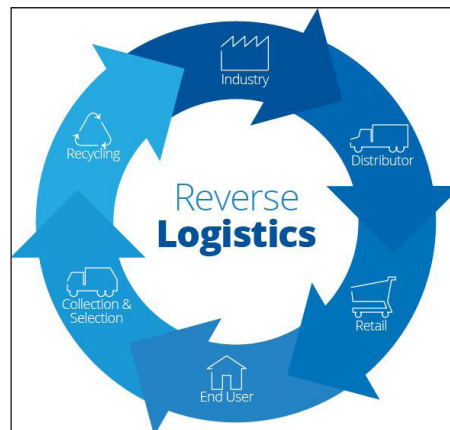 Industry
Distributor
Retail
End User
Collection &
Selection
Recycling
Reverse
Logistics